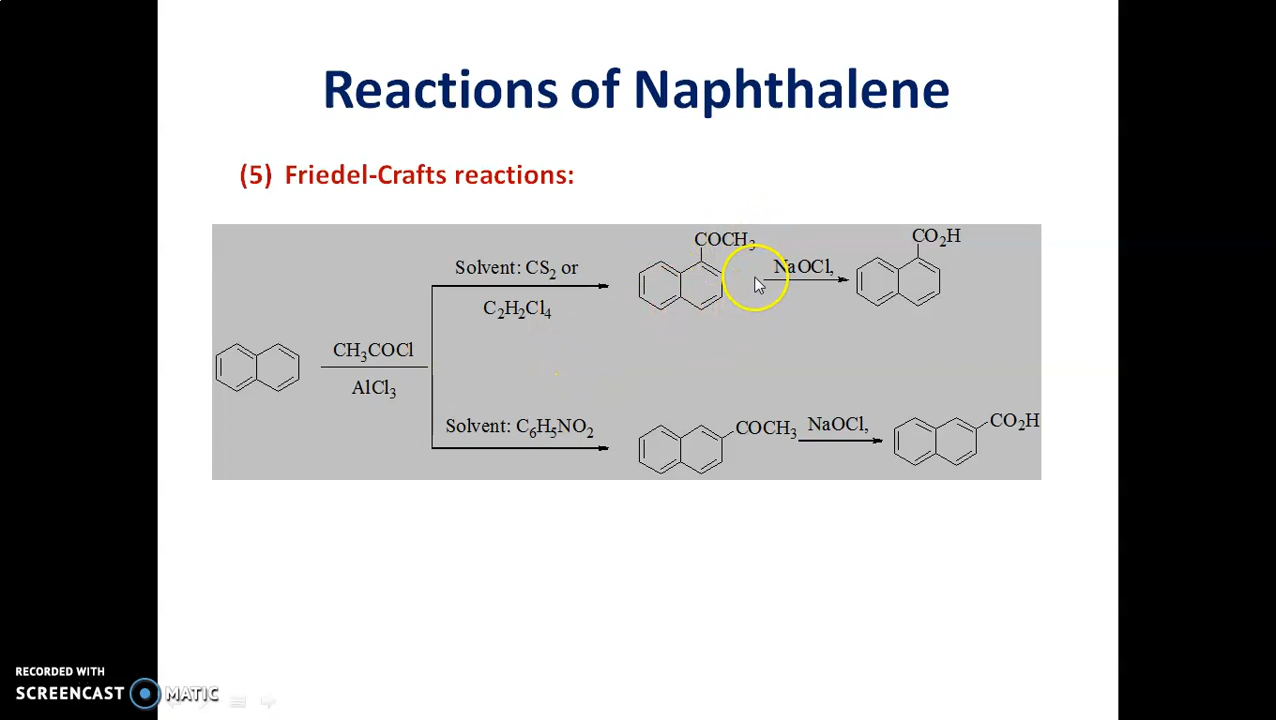 Reactions of Naphthalene
(5) Friedel-Crafts reactions:
COCH3
CO2H
Solvent: CS2 or
NaOCl,
C2H2Cl4
CH3COCl
AlCl3
Solvent: C6H5NO2
COCH3
NaOCl,
CO2H
RECORDED WITH
SCREENCAST MATIC